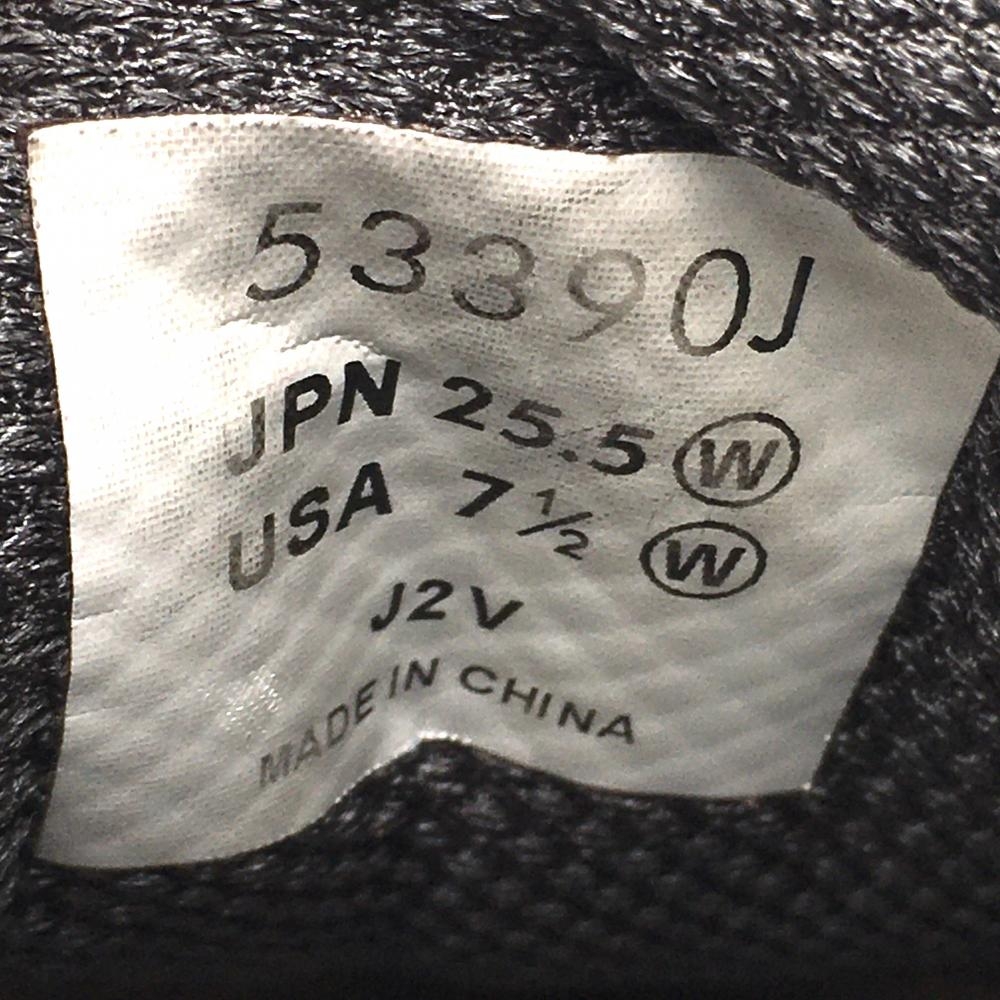 53390J
JPN 25.5 Ⓦ
USA 7 ½ Ⓦ
J2V
MADE IN CHINA